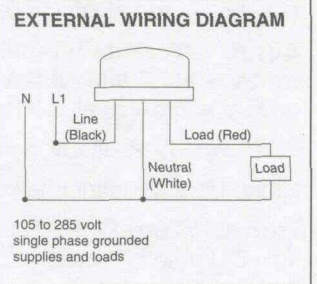 EXTERNAL WIRING DIAGRAM
N L1
Line
(Black)
Load (Red)
Neutral
(White)
Load
105 to 285 volt
single phase grounded
supplies and loads